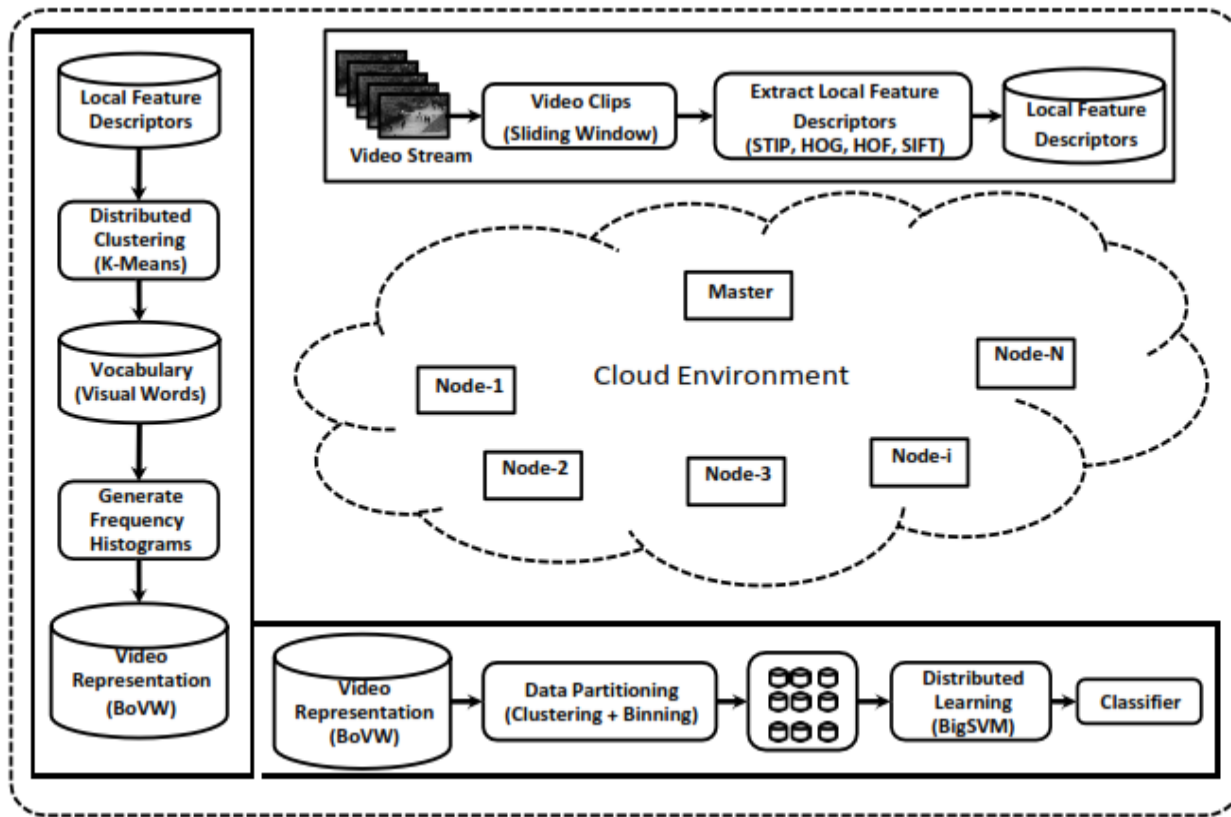 Local Feature
Descriptors
Distributed
Clustering
(K-Means)
Vocabulary
(Visual Words)
Generate
Frequency
Histograms
Video
Representation
(BoVW)
Video Stream
Video Clips
(Sliding Window)
Extract Local Feature
Descriptors
(STIP, HOG, HOF, SIFT)
Local Feature
Descriptors
Master
Cloud Environment
Node-1
Node-2
Node-3
Node-i
Node-N
Video
Representation
(BoVW)
Data Partitioning
(Clustering + Binning)
Distributed
Learning
(BigSVM)
Classifier